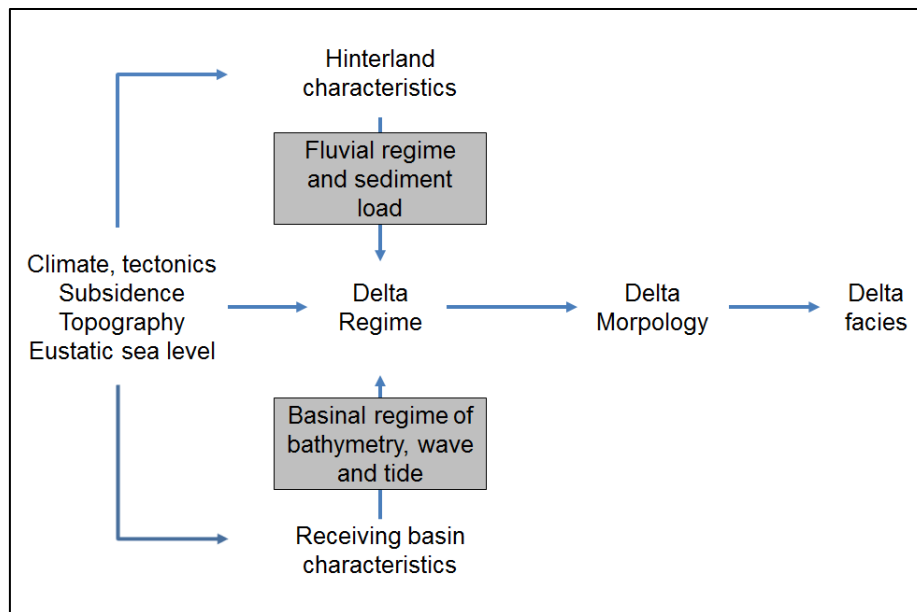 Hinterland
characteristics
Fluvial regime
and sediment
load
Climate, tectonics
Subsidence
Topography
Eustatic sea level
Delta
Regime
Delta
Morpology
Delta
facies
Basinal regime of
bathymetry, wave
and tide
Receiving basin
characteristics